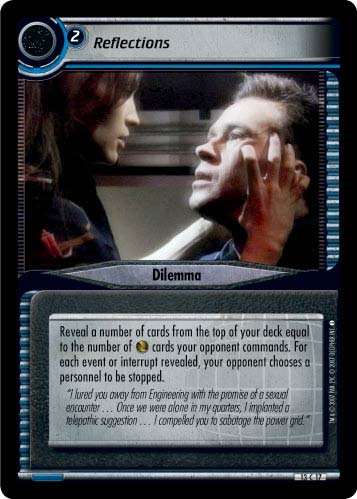 2 Reflections
Dilemma
Reveal a number of cards from the top of your deck equal
to the number of cards your opponent commands. For
each event or interrupt revealed, your opponent chooses a
personnel to be stopped.
"I lured you away from Engineering with the promise of a sexual
encounter . . . Once we were alone in my quarters, I implanted a
telepathic suggestion . . . I compelled you to sabotage the power grid."
13 C 17